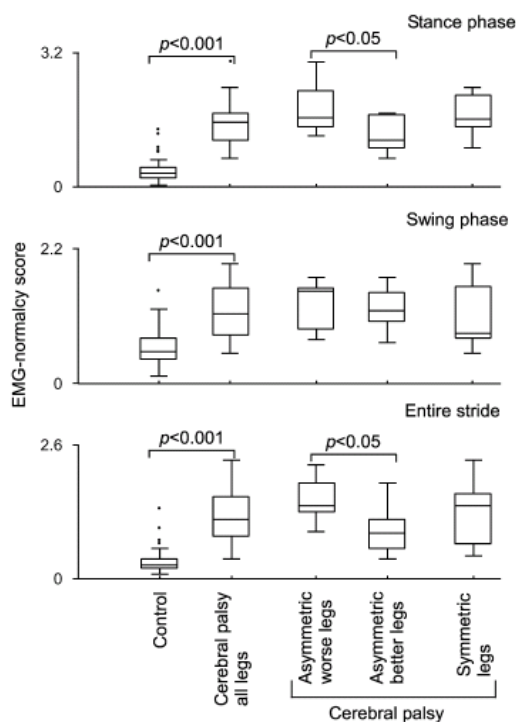 Stance phase
3.2
p<0.001
p<0.05
0
Swing phase
2.2
p<0.001
0
EMG-normalcy score
Entire stride
2.6
p<0.001
p<0.05
0
Control
Cerebral palsy
all legs
Asymmetric
worse legs
Asymmetric
better legs
Symmetric
legs
Cerebral palsy